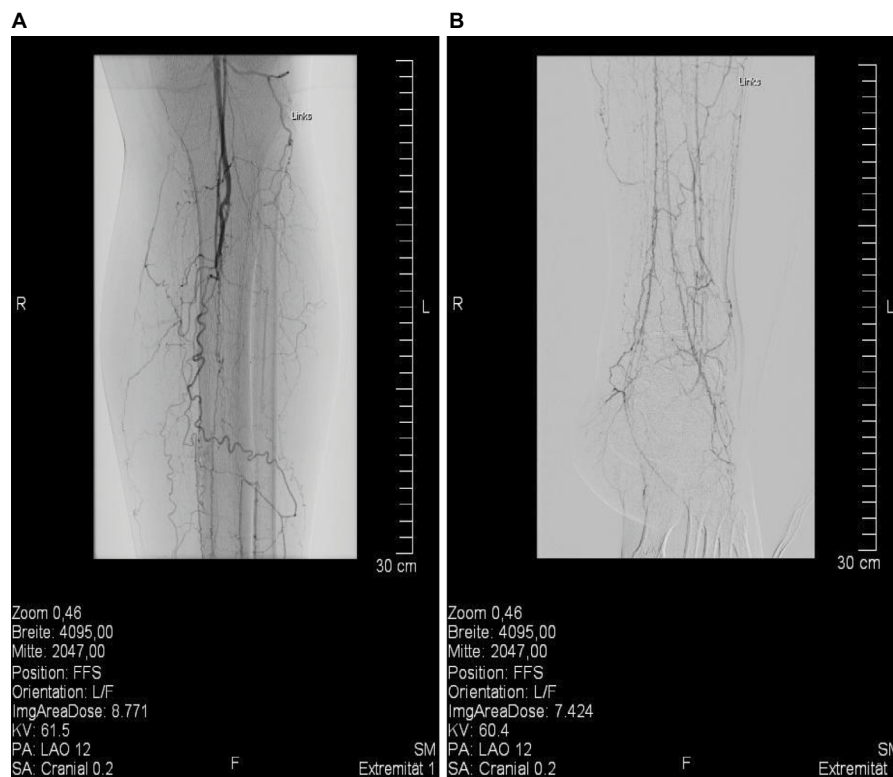 A
Links
R
L
30 cm
Zoom 0,46
Breite: 4095,00
Mitte: 2047,00
Position: FFS
Orientation: L/F
ImgAreaDose: 8.771
KV: 61.5
PA: LAO 12
SA: Cranial 0.2
F
SM
Extremität 1
B
Links
R
L
30 cm
Zoom 0,46
Breite: 4095,00
Mitte: 2047,00
Position: FFS
Orientation: L/F
ImgAreaDose: 7.424
KV: 60.4
PA: LAO 12
SA: Cranial 0.2
F
SM
Extremität